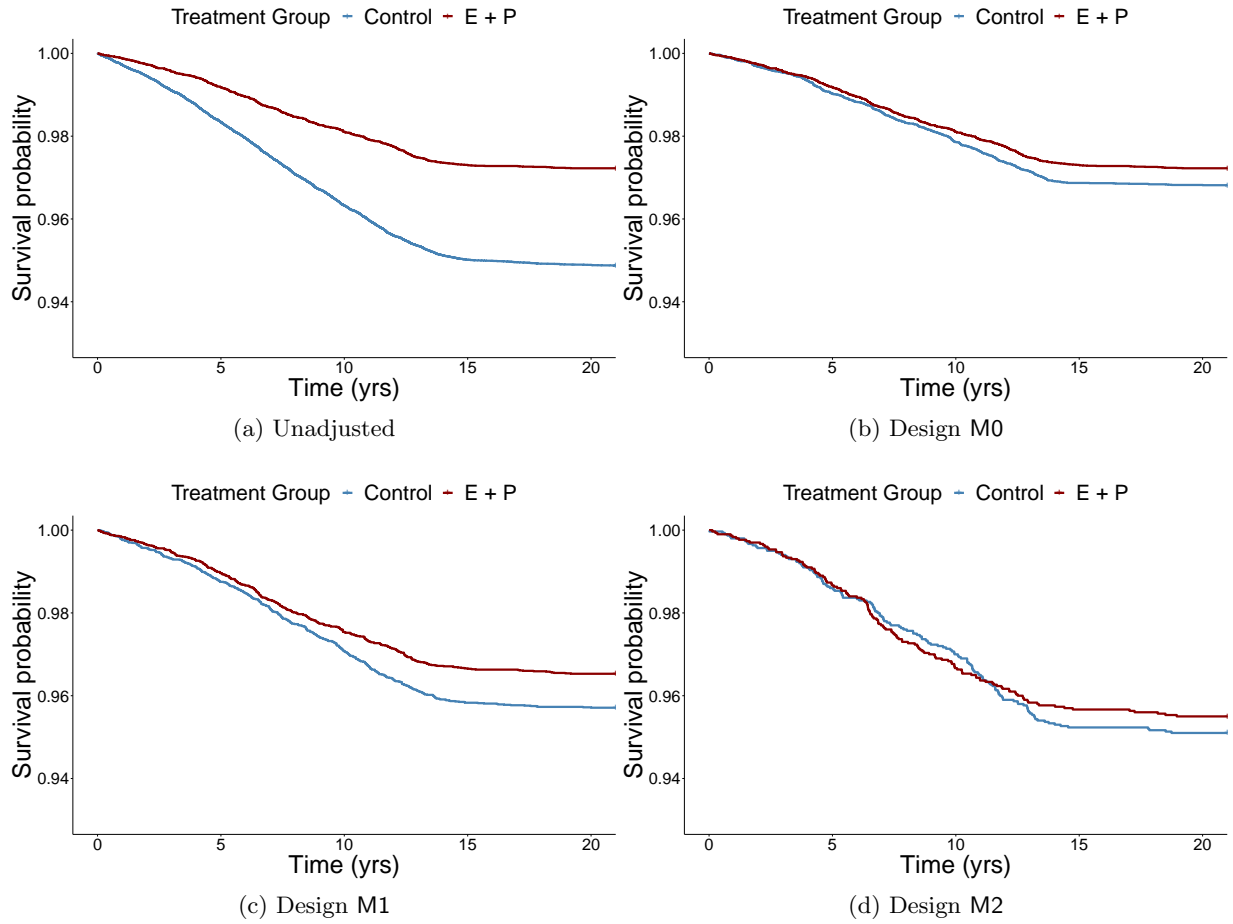 Treatment Group Control E + P
Survival probability
1.00
0.98
0.96
0.94
0 5 10 15 20
Time (yrs)
(a) Unadjusted
Treatment Group Control E + P
Survival probability
1.00
0.98
0.96
0.94
0 5 10 15 20
Time (yrs)
(b) Design M0
Treatment Group Control E + P
Survival probability
1.00
0.98
0.96
0.94
0 5 10 15 20
Time (yrs)
(c) Design M1
Treatment Group Control E + P
Survival probability
1.00
0.98
0.96
0.94
0 5 10 15 20
Time (yrs)
(d) Design M2